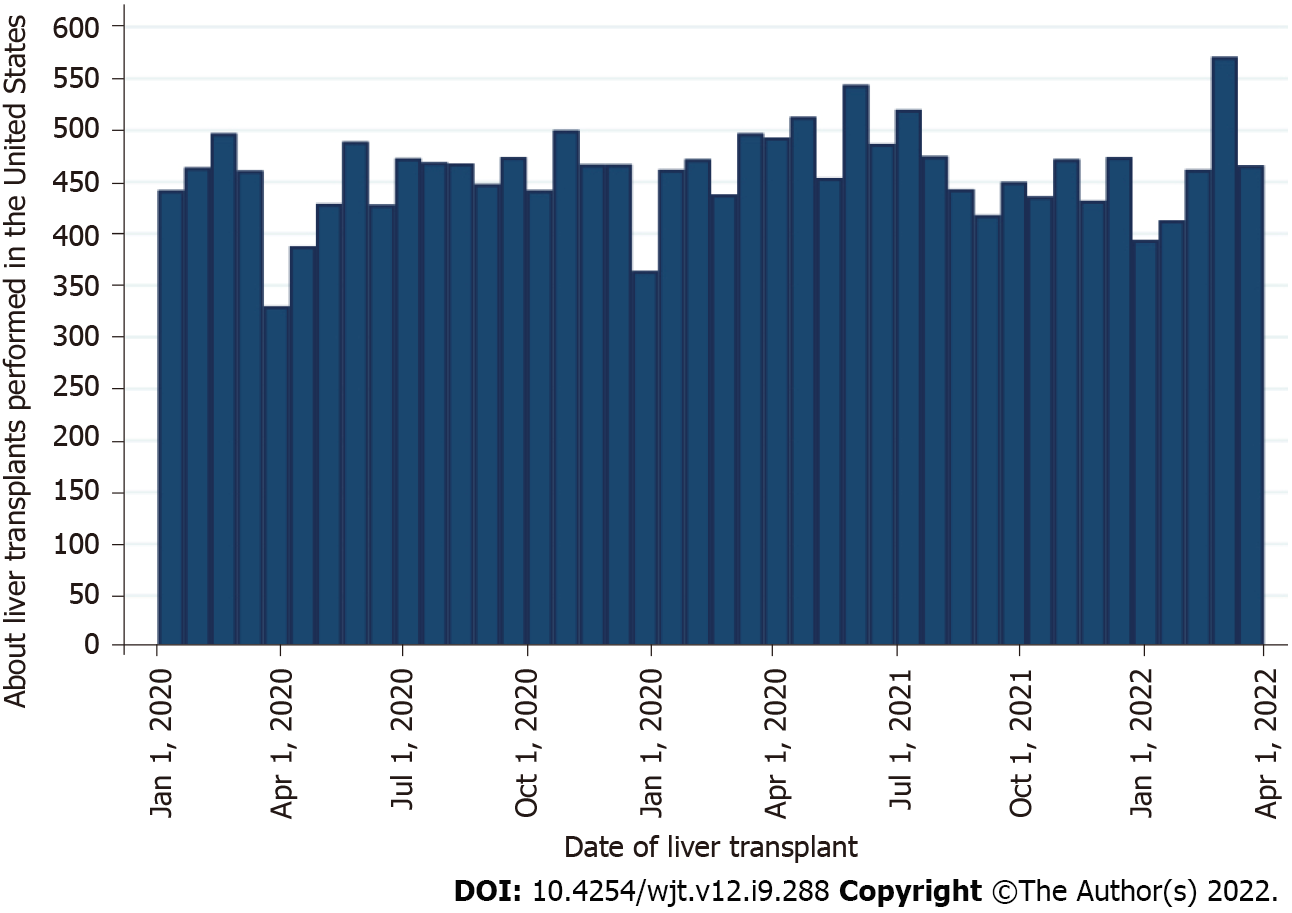 About liver transplants performed in the United States
600
550
500
450
400
350
300
250
200
150
100
50
0
Jan 1, 2020
Apr 1, 2020
Jul 1, 2020
Oct 1, 2020
Jan 1, 2020
Apr 1, 2020
Jul 1, 2021
Oct 1, 2021
Jan 1, 2022
Apr 1, 2022
Date of liver transplant
DOI: 10.4254/wjt.v12.i9.288 Copyright ©The Author(s) 2022.